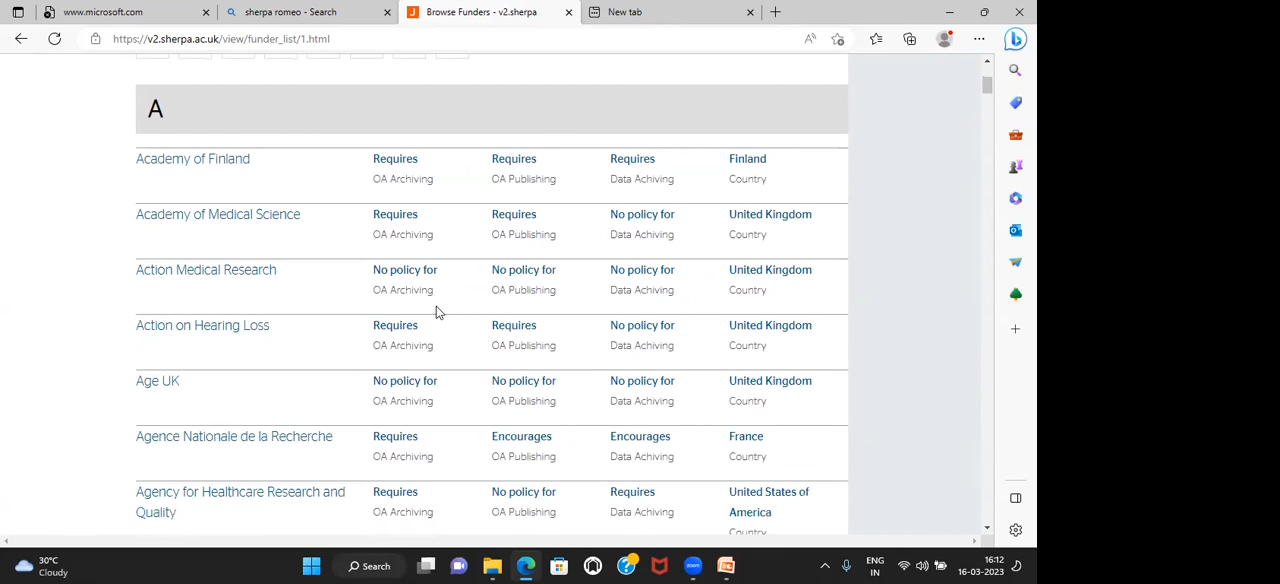 www.microsoft.com
sherpa romeo - Search
Browse Funders - v2.sherpa
New tab
https://v2.sherpa.ac.uk/view/funder_list/1.html
A
Academy of Finland Requires Requires Requires Finland
OA Archiving OA Publishing Data Achiving Country
Academy of Medical Science Requires Requires No policy for United Kingdom
OA Archiving OA Publishing Data Achiving Country
Action Medical Research No policy for No policy for No policy for United Kingdom
OA Archiving OA Publishing Data Achiving Country
Action on Hearing Loss Requires Requires No policy for United Kingdom
OA Archiving OA Publishing Data Achiving Country
Age UK No policy for No policy for No policy for United Kingdom
OA Archiving OA Publishing Data Achiving Country
Agence Nationale de la Recherche Requires Encourages Encourages France
OA Archiving OA Publishing Data Achiving Country
Agency for Healthcare Research and Requires No policy for Requires United States of
Quality OA Archiving OA Publishing Data Achiving America
Country
30°C
Cloudy
Search
zoom
ENG
IN
16:12
16-03-2023